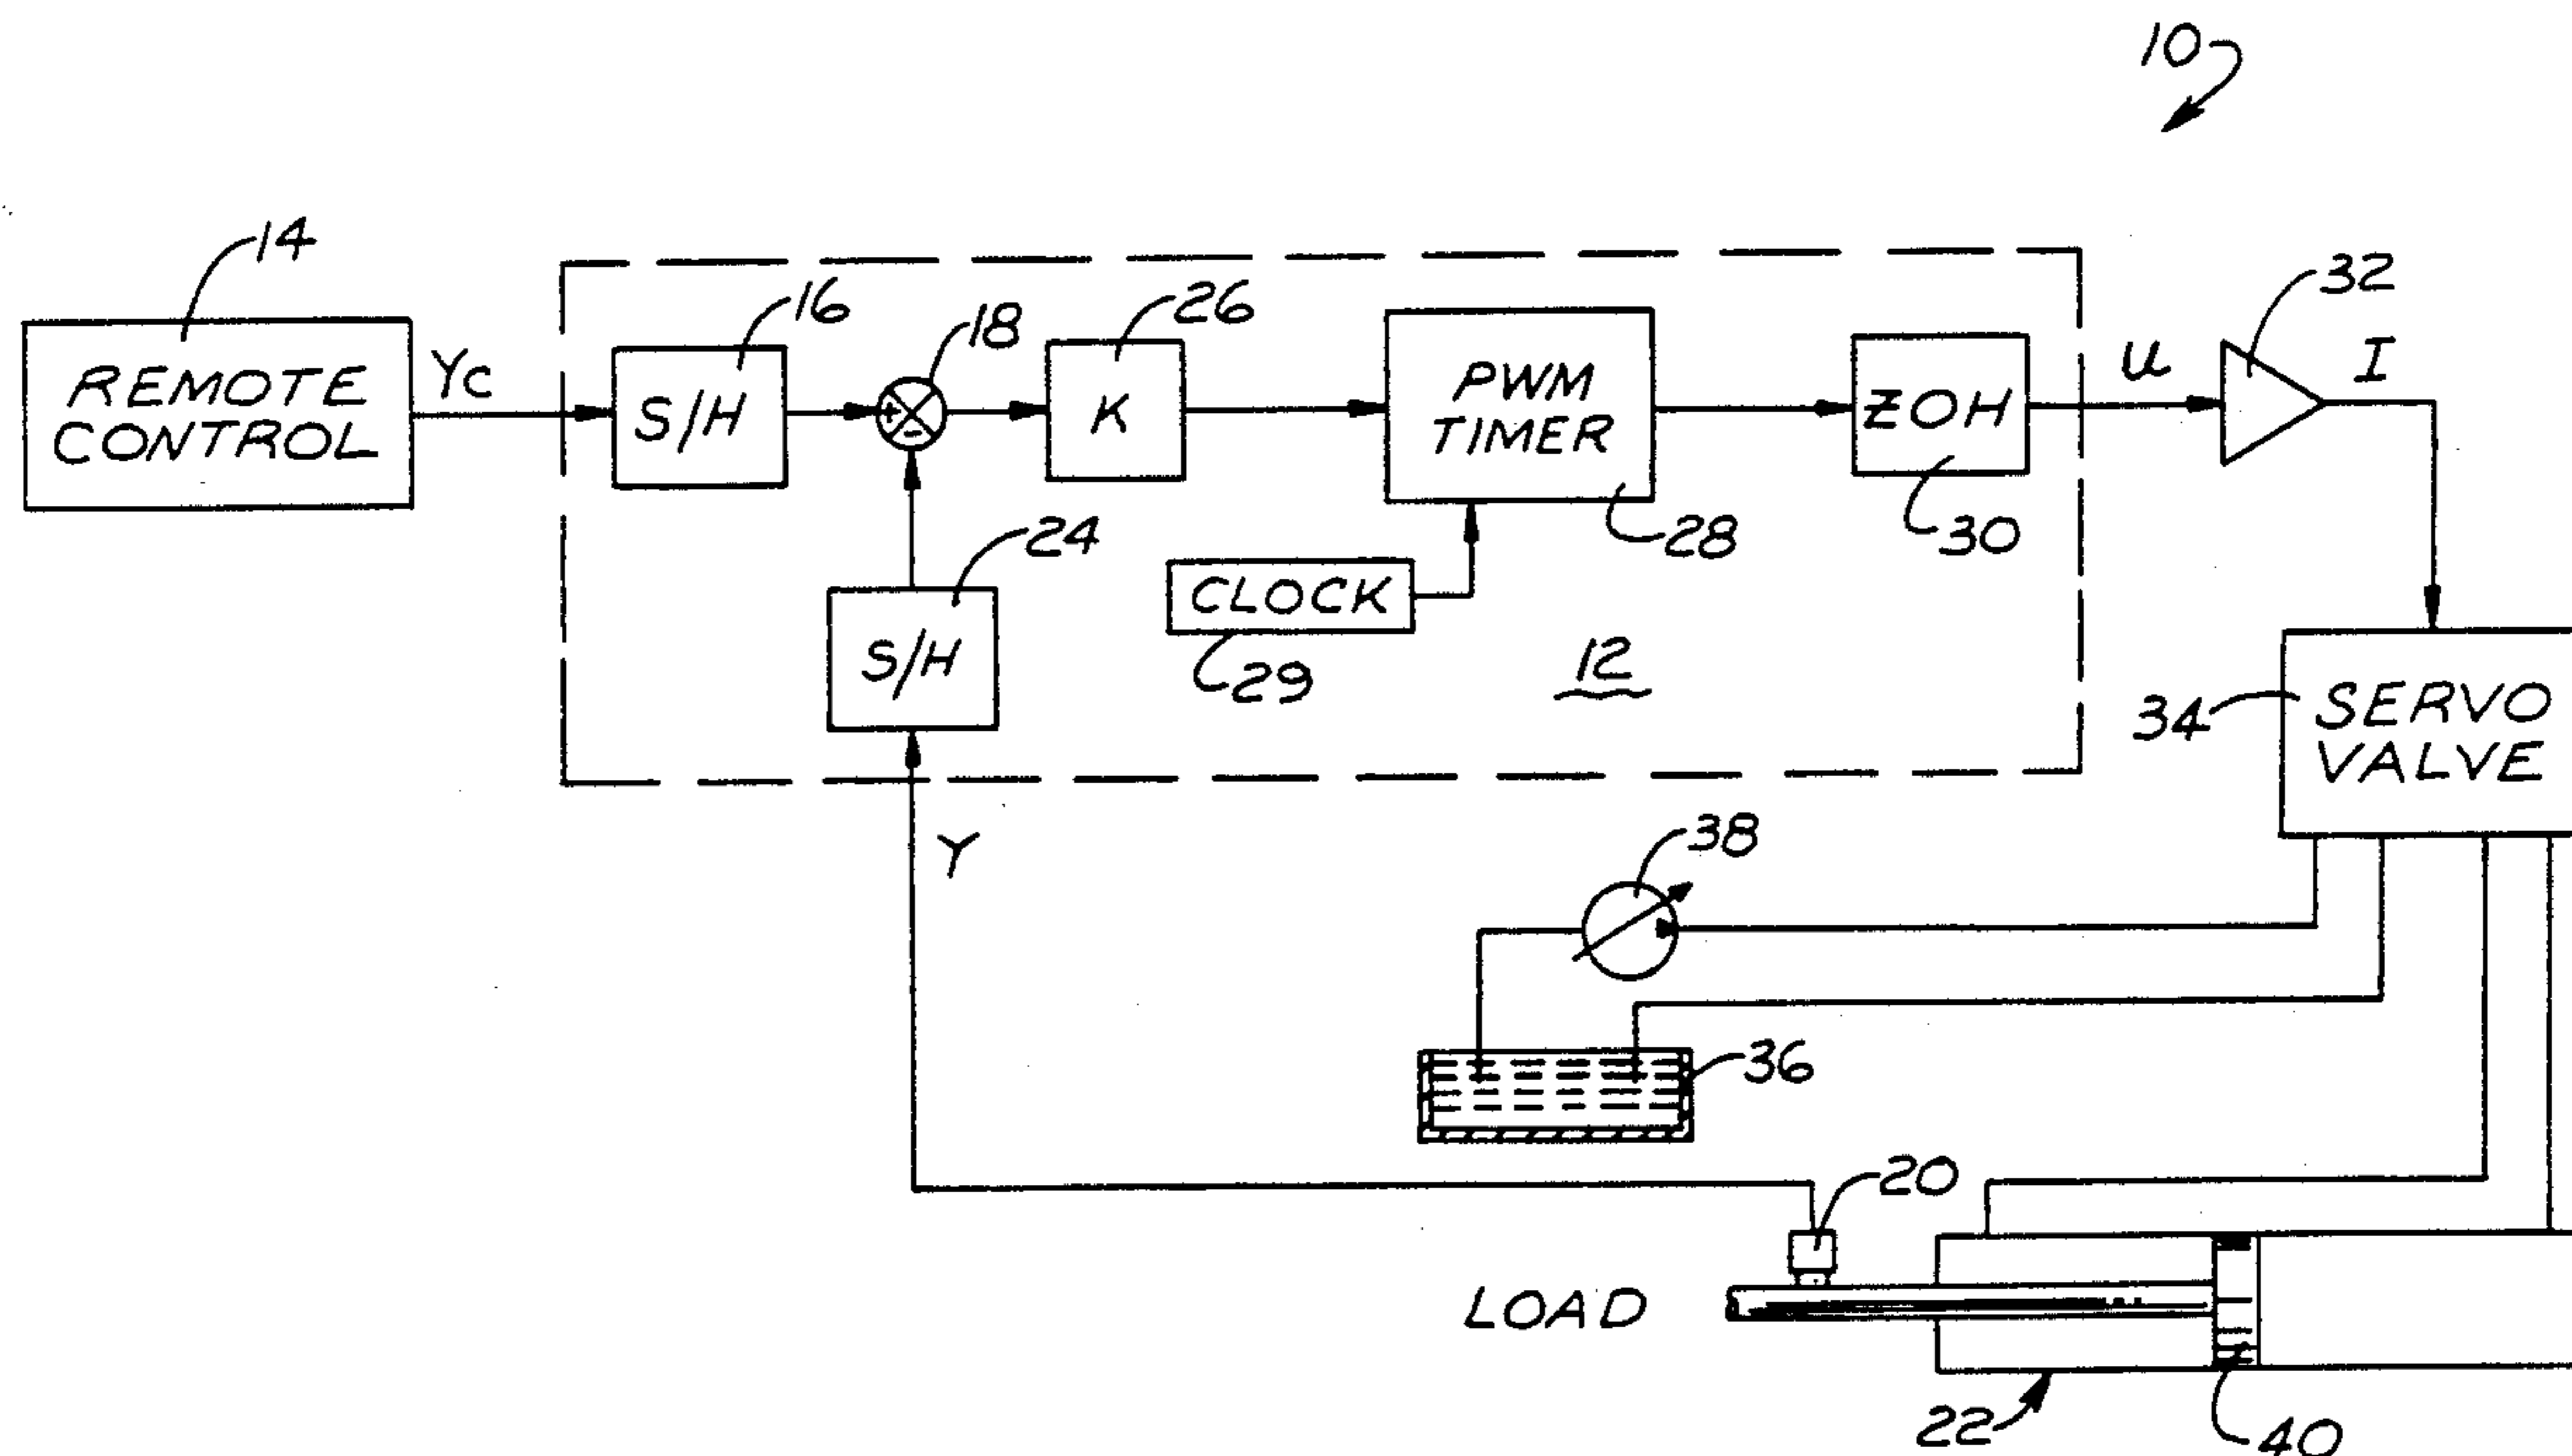 10
14
REMOTE
CONTROL
Yc
16
S/H
18
+
-
26
K
PWM
TIMER
28
ZOH
30
U
32
I
24
S/H
CLOCK
29
12
34
SERVO
VALVE
Y
38
36
20
LOAD
22
40